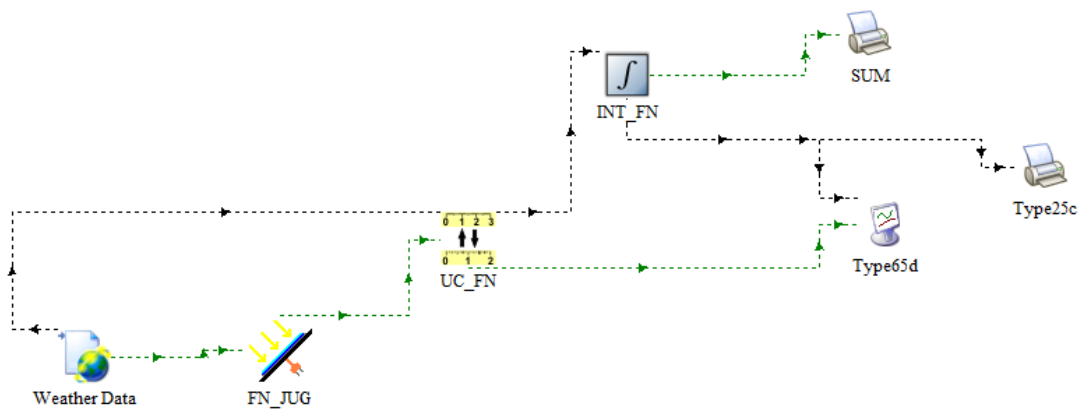 SUM
INT_FN
Type25c
0 1 2 3
0 1 2
UC_FN
Type65d
Weather Data
FN_JUG